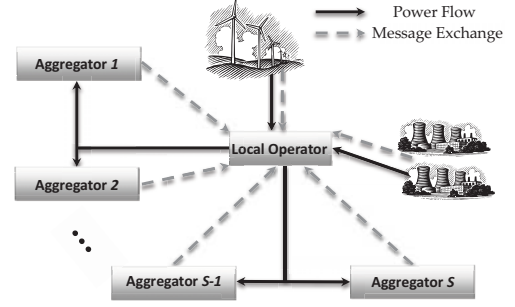 Power Flow
Message Exchange
Aggregator 1
Local Operator
Aggregator 2
Aggregator S-1
Aggregator S